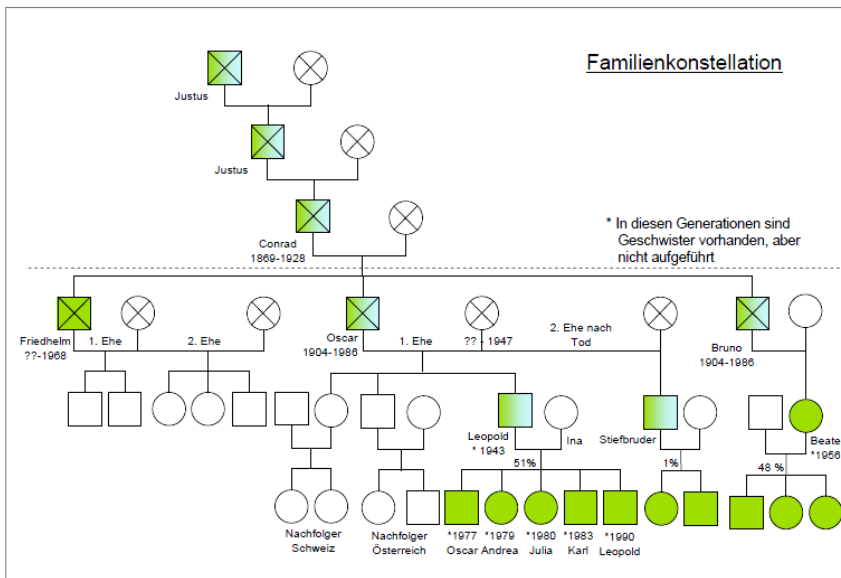 Familienkonstellation
Justus
Justus
Conrad
1869-1928
* In diesen Generationen sind
Geschwister vorhanden, aber
nicht aufgeführt
Friedhelm
??-1968
1. Ehe
2. Ehe
Oscar
1904-1986
1. Ehe
?? - 1947
2. Ehe nach
Tod
Bruno
1904-1986
Leopold
* 1943
Ina
Stiefbruder
Beate
*1956
51%
1%
48 %
Nachfolger
Schweiz
Nachfolger
Österreich
*1977
Oscar
*1979
Andrea
*1980
Julia
*1983
Karl
*1990
Leopold